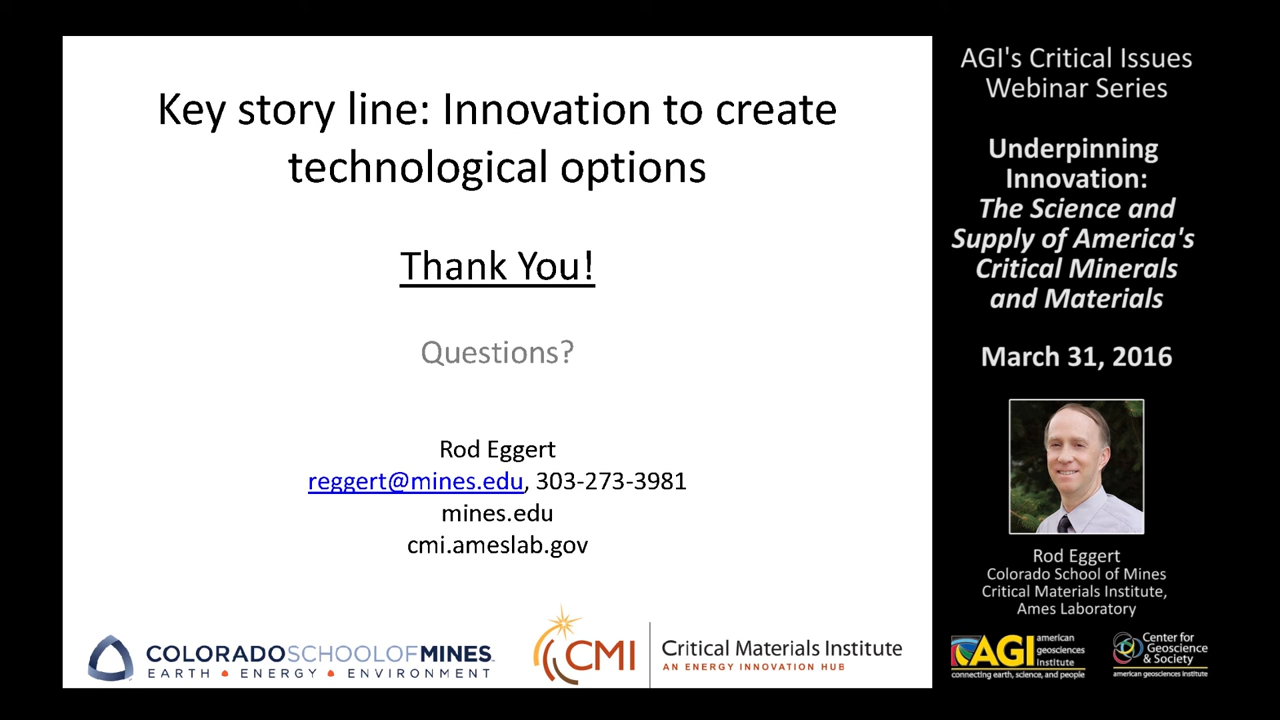 Key story line: Innovation to create
technological options
Thank You!
Questions?
Rod Eggert
reggert@mines.edu, 303-273-3981
mines.edu
cmi.ameslab.gov
COLORADOSCHOOLOFMINES
EARTH • ENERGY • ENVIRONMENT
CMI
Critical Materials Institute
AN ENERGY INNOVATION HUB
AGI's Critical Issues
Webinar Series
Underpinning
Innovation:
The Science and
Supply of America's
Critical Minerals
and Materials
March 31, 2016
Rod Eggert
Colorado School of Mines
Critical Materials Institute,
Ames Laboratory
AGI
american
geosciences
institute
connecting earth, science, and people
Center for
Geoscience
& Society
american geosciences institute